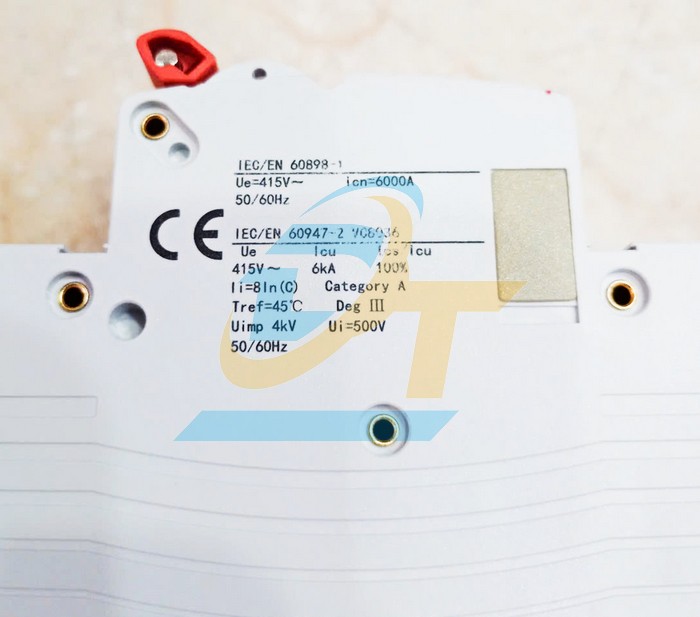 IEC/EN 60898-1
Ue=415V~ Icn=6000A
50/60Hz
CE
IEC/EN 60947-2 VC8036
Ue Icu Ics Icu
415V~ 6kA 100%
Ii=8In(C) Category A
Tref=45℃ Deg III
Uimp 4kV Ui=500V
50/60Hz